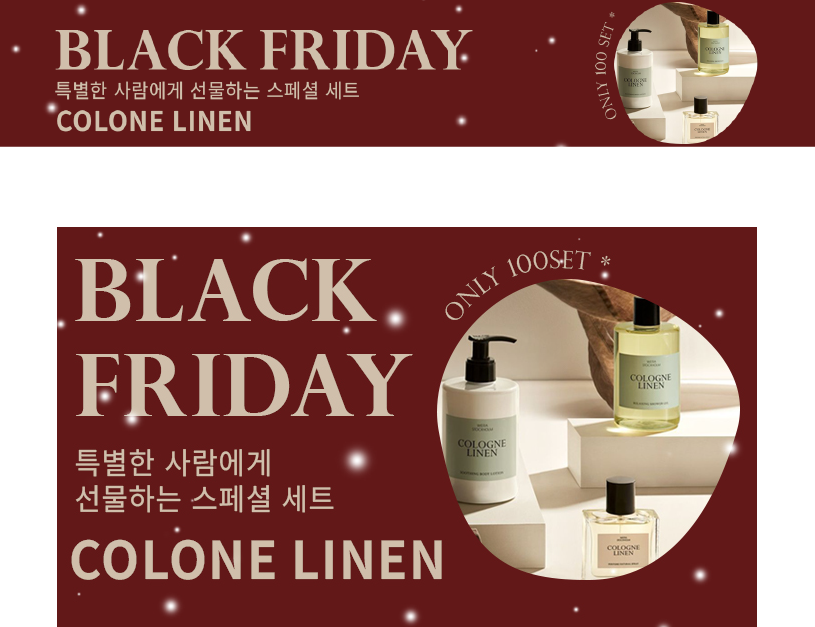 BLACK FRIDAY
특별한 사람에게 선물하는 스페셜 세트
COLONE LINEN
ONLY 100 SET *
COLOGNE
LINEN
COLOGNE
LINEN
COLOGNE
LINEN
BLACK
FRIDAY
특별한 사람에게
선물하는 스페셜 세트
COLONE LINEN
ONLY 100SET *
COLOGNE
LINEN
COLOGNE
LINEN
COLOGNE
LINEN